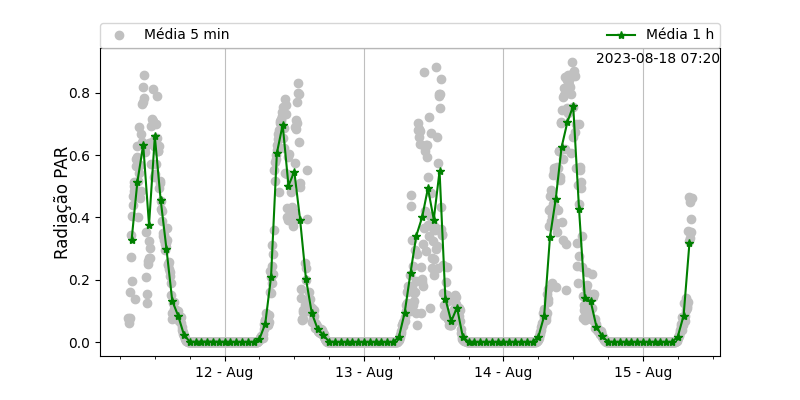 Média 5 min
Média 1 h
2023-08-18 07:20
Radiação PAR
0.8
0.6
0.4
0.2
0.0
12 - Aug
13 - Aug
14 - Aug
15 - Aug